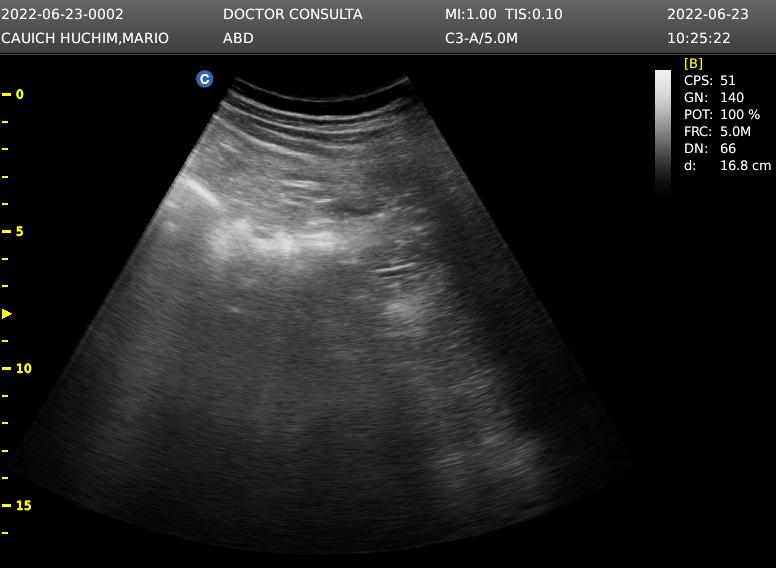 2022-06-23-0002 DOCTOR CONSULTA MI:1.00 TIS:0.10 2022-06-23
CAUICH HUCHIM,MARIO ABD C3-A/5.0M 10:25:22
C
[B]
CPS: 51
GN: 140
POT: 100 %
FRC: 5.0M
DN: 66
d: 16.8 cm
0
5
10
15